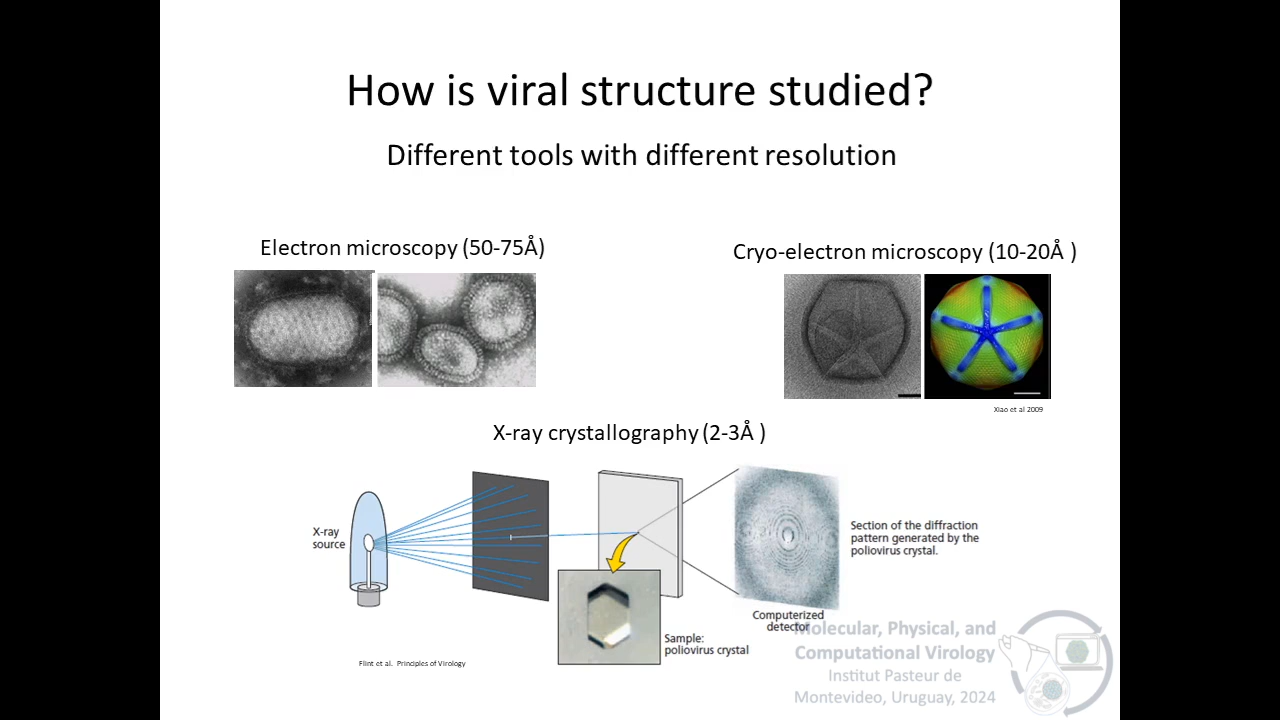 How is viral structure studied?
Different tools with different resolution
Electron microscopy (50-75Å)
Cryo-electron microscopy (10-20Å )
Xiao et al 2009
X-ray crystallography (2-3Å )
X-ray
source
Section of the diffraction
pattern generated by the
poliovirus crystal.
Computerized
detector
Sample:
poliovirus crystal
Flint et al. Principles of Virology
Molecular, Physical, and
Computational Virology
Institut Pasteur de
Montevideo, Uruguay, 2024